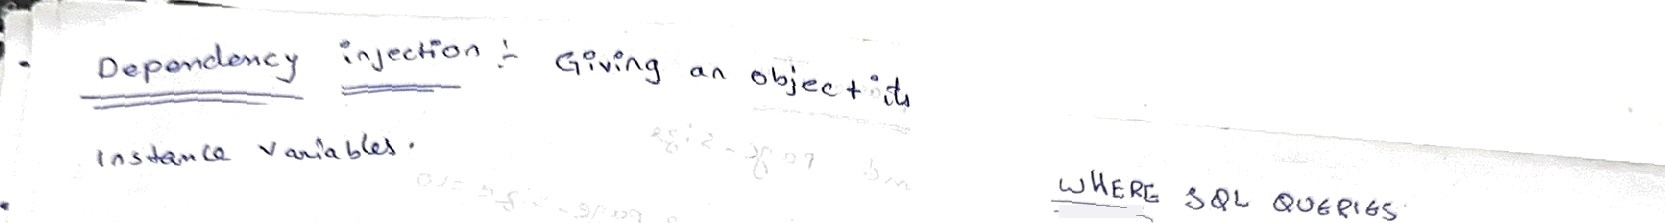 Dependency injection :- Giving an object its
instance variables.
WHERE SQL QUERIES